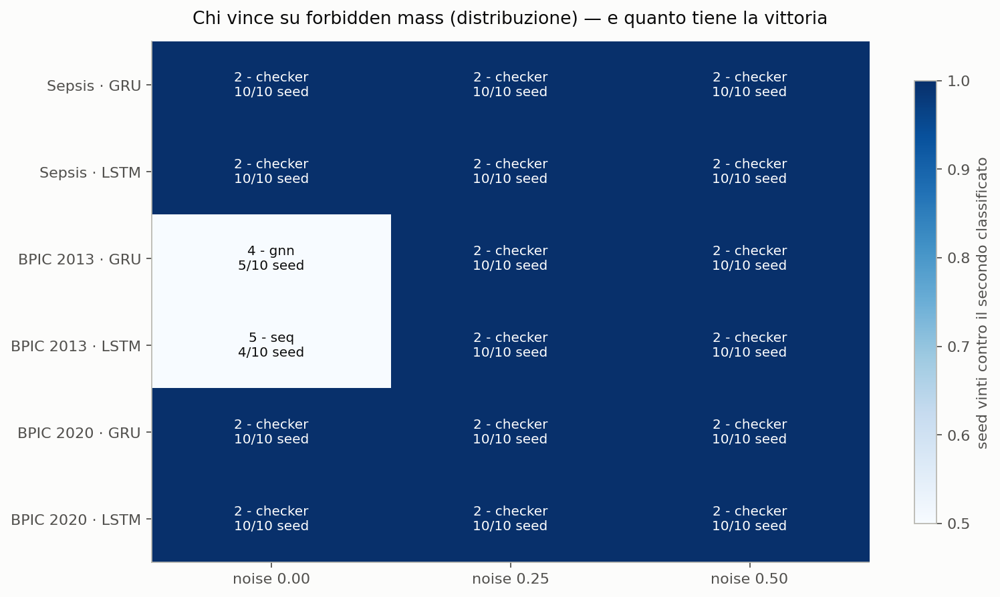 Chi vince su forbidden mass (distribuzione) — e quanto tiene la vittoria
Sepsis · GRU
2 - checker
10/10 seed
2 - checker
10/10 seed
2 - checker
10/10 seed
Sepsis · LSTM
2 - checker
10/10 seed
2 - checker
10/10 seed
2 - checker
10/10 seed
BPIC 2013 · GRU
4 - gnn
5/10 seed
2 - checker
10/10 seed
2 - checker
10/10 seed
BPIC 2013 · LSTM
5 - seq
4/10 seed
2 - checker
10/10 seed
2 - checker
10/10 seed
BPIC 2020 · GRU
2 - checker
10/10 seed
2 - checker
10/10 seed
2 - checker
10/10 seed
BPIC 2020 · LSTM
2 - checker
10/10 seed
2 - checker
10/10 seed
2 - checker
10/10 seed
noise 0.00
noise 0.25
noise 0.50
1.0
0.9
0.8
0.7
0.6
0.5
seed vinti contro il secondo classificato